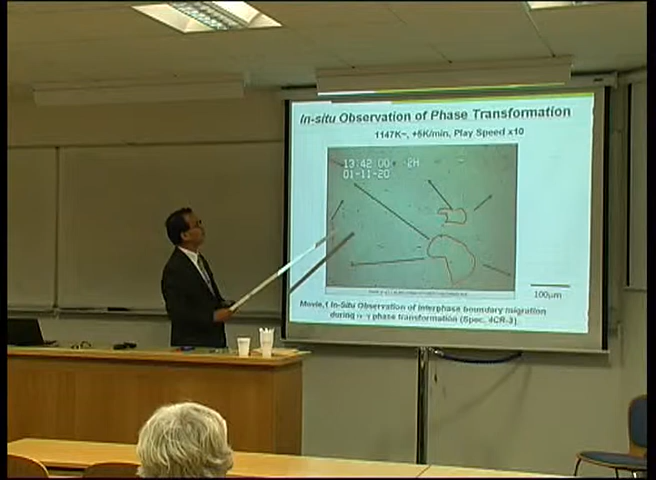 In-situ Observation of Phase Transformation
1147K~, +5K/min, Play Speed x10
13:42 00 2H
01-11-20
100μm
Movie.1 In-Situ Observation of interphase boundary migration
during α-γ phase transformation (Spec. 4CR-3)